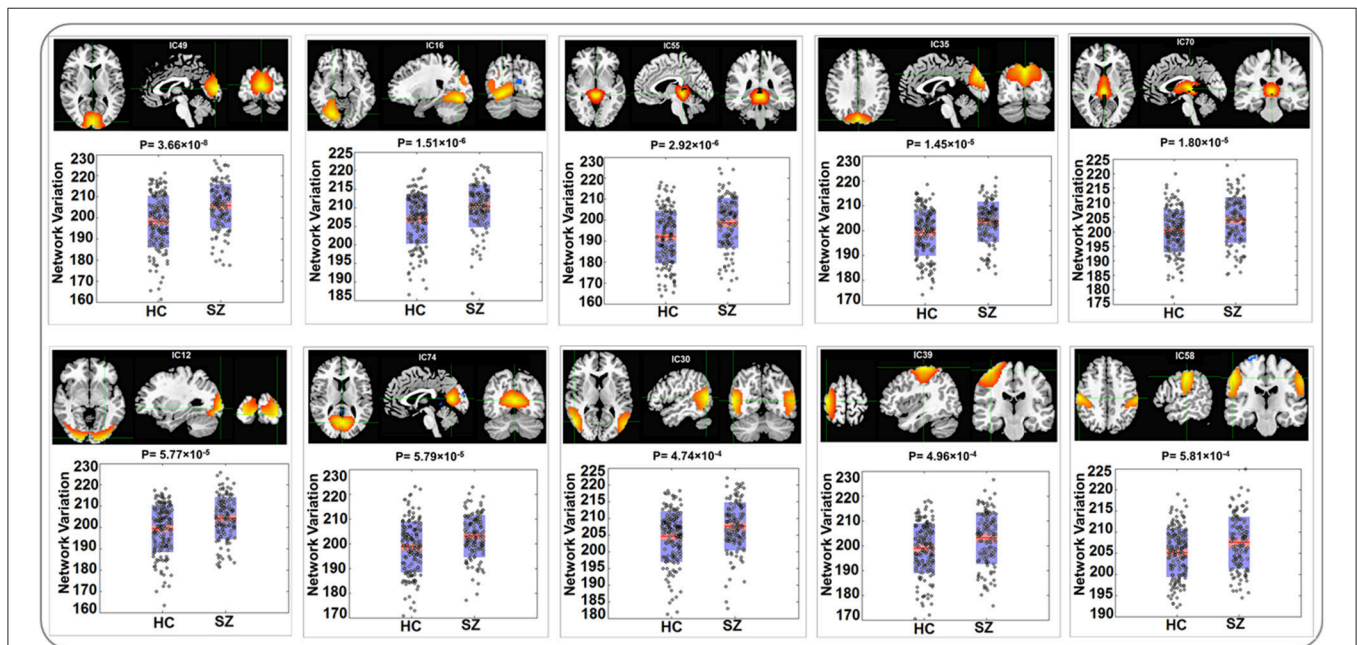 IC49
P= 3.66×10-8
Network Variation
230
220
210
200
190
180
170
160
HC SZ
IC16
P= 1.51×10-6
Network Variation
225
220
215
210
205
200
195
190
185
HC SZ
IC55
P= 2.92×10-6
Network Variation
230
220
210
200
190
180
170
160
HC SZ
IC35
P= 1.45×10-5
Network Variation
230
220
210
200
190
180
170
HC SZ
IC70
P= 1.80×10-5
Network Variation
225
220
215
210
205
200
195
190
185
180
175
HC SZ
IC12
P= 5.77×10-5
Network Variation
230
220
210
200
190
180
170
160
HC SZ
IC74
P= 5.79×10-5
Network Variation
230
220
210
200
190
180
170
HC SZ
IC30
P= 4.74×10-4
Network Variation
225
220
215
210
205
200
195
190
185
180
HC SZ
IC39
P= 4.96×10-4
Network Variation
230
220
210
200
190
180
170
HC SZ
IC58
P= 5.81×10-4
Network Variation
225
220
215
210
205
200
195
190
HC SZ